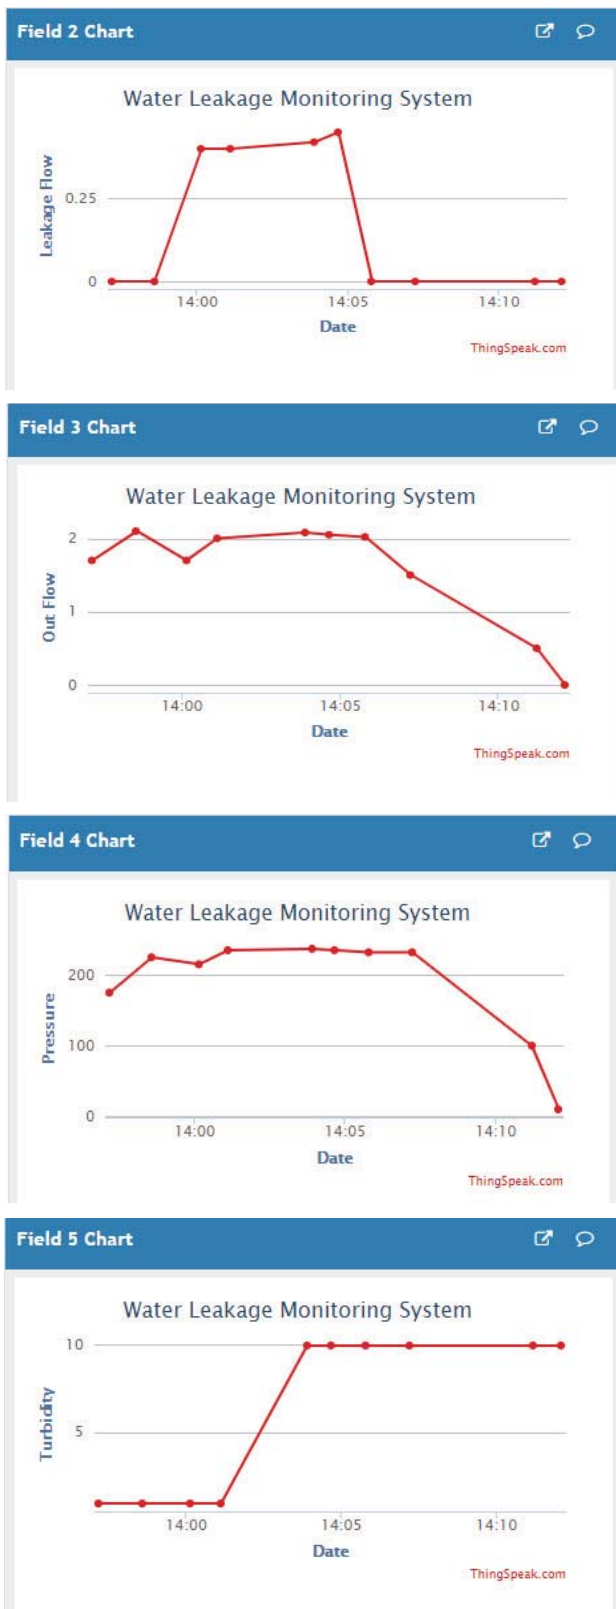 Field 2 Chart
Water Leakage Monitoring System
Leakage Flow
0.25
0
14:00 14:05 14:10
Date
ThingSpeak.com
Field 3 Chart
Water Leakage Monitoring System
Out Flow
2
1
0
14:00 14:05 14:10
Date
ThingSpeak.com
Field 4 Chart
Water Leakage Monitoring System
Pressure
200
100
0
14:00 14:05 14:10
Date
ThingSpeak.com
Field 5 Chart
Water Leakage Monitoring System
Turbidity
10
5
14:00 14:05 14:10
Date
ThingSpeak.com